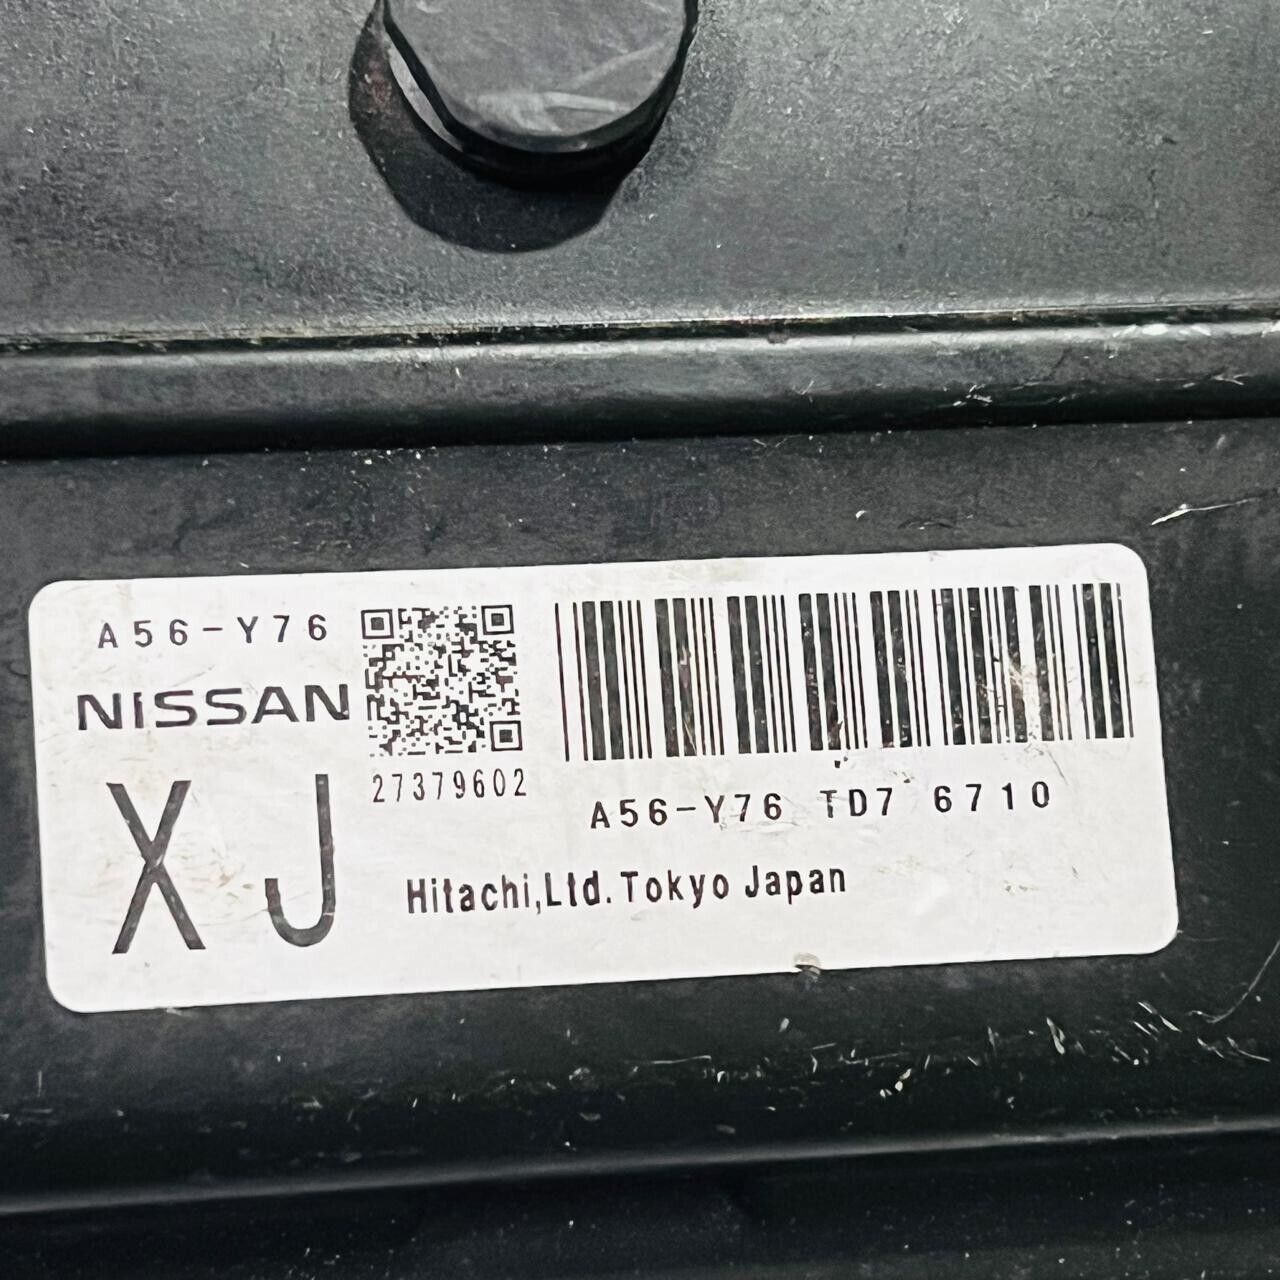 A56-Y76
NISSAN
XJ
27379602
A56-Y76 TD7 6710
Hitachi,Ltd.Tokyo Japan